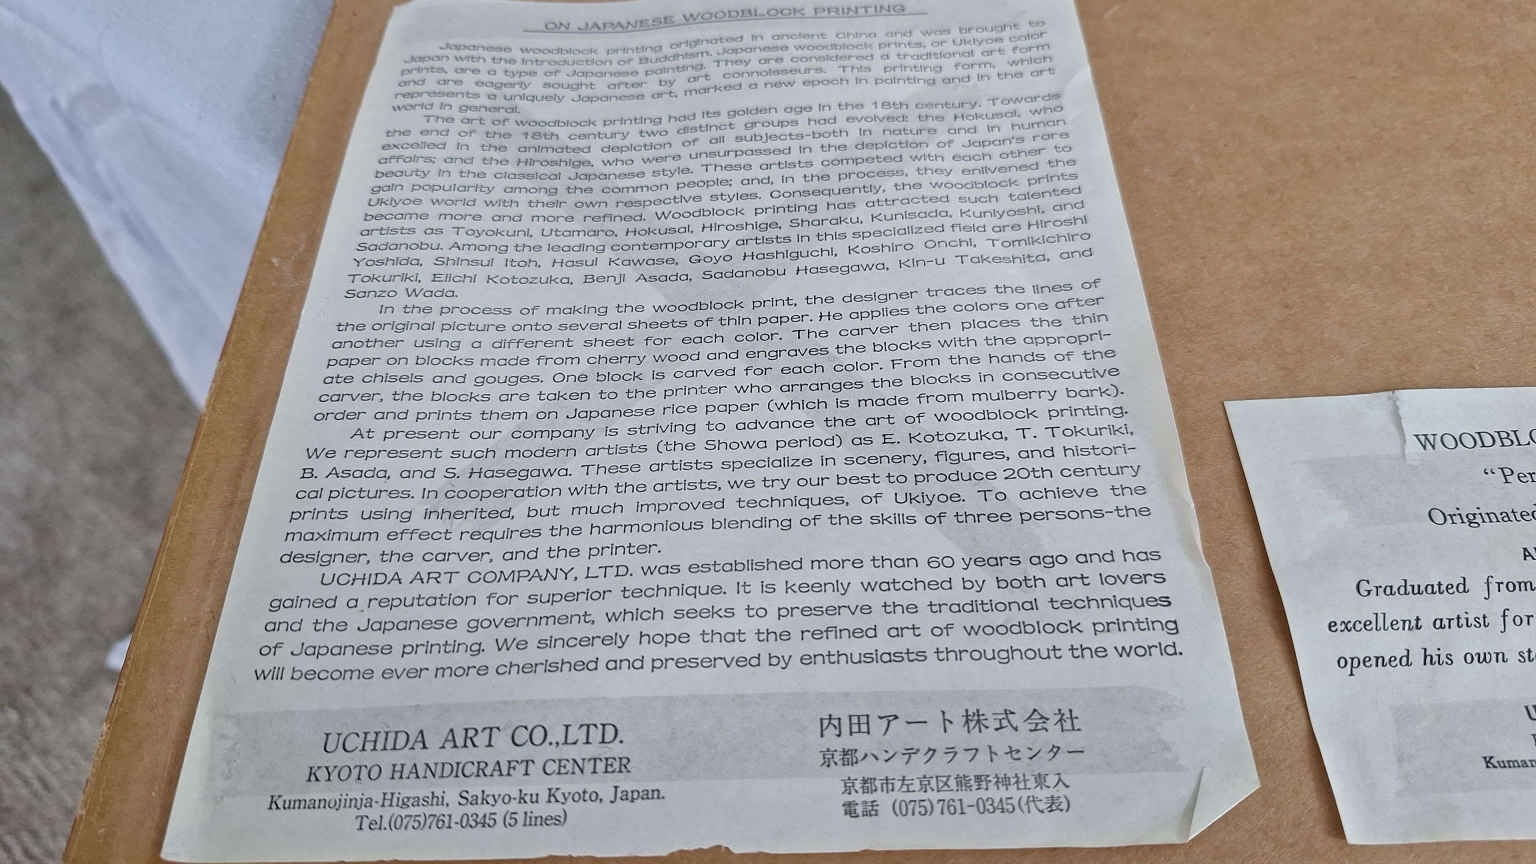 ON JAPANESE WOODBLOCK PRINTING
Japanese woodblock printing originated in ancient China and was brought to
Japan with the introduction of Buddhism. Japanese woodblock prints, or Ukiyoe color
prints, are a type of Japanese painting. They are considered a traditional art form
and are eagerly sought after by art connoisseurs. This printing form, which
represents a uniquely Japanese art, marked a new epoch in painting and in the art
world in general.
The art of woodblock printing had its golden age in the 18th century. Towards
the end of the 18th century two distinct groups had evolved: the Hokusai, who
excelled in the animated depiction of all subjects-both in nature and in human
affairs; and the Hiroshige, who were unsurpassed in the depiction of Japan's rare
beauty in the classical Japanese style. These artists competed with each other to
gain popularity among the common people; and, in the process, they enlivened the
Ukiyoe world with their own respective styles. Consequently, the woodblock prints
became more and more refined. Woodblock printing has attracted such talented
artists as Toyokuni, Utamaro, Hokusai, Hiroshige, Sharaku, Kunisada, Kuniyoshi, and
Sadanobu. Among the leading contemporary artists in this specialized field are Hiroshi
Yoshida, Shinsui Itoh, Hasui Kawase, Goyo Hashiguchi, Koshiro Onchi, Tomikichiro
Tokuriki, Eiichi Kotozuka, Benji Asada, Sadanobu Hasegawa, Kin-u Takeshita, and
Sanzo Wada.
In the process of making the woodblock print, the designer traces the lines of
the original picture onto several sheets of thin paper. He applies the colors one after
another using a different sheet for each color. The carver then places the thin
paper on blocks made from cherry wood and engraves the blocks with the appropri-
ate chisels and gouges. One block is carved for each color. From the hands of the
carver, the blocks are taken to the printer who arranges the blocks in consecutive
order and prints them on Japanese rice paper (which is made from mulberry bark).
At present our company is striving to advance the art of woodblock printing.
We represent such modern artists (the Showa period) as E. Kotozuka, T. Tokuriki,
B. Asada, and S. Hasegawa. These artists specialize in scenery, figures, and histori-
cal pictures. In cooperation with the artists, we try our best to produce 20th century
prints using inherited, but much improved techniques, of Ukiyoe. To achieve the
maximum effect requires the harmonious blending of the skills of three persons-the
designer, the carver, and the printer.
UCHIDA ART COMPANY, LTD. was established more than 60 years ago and has
gained a reputation for superior technique. It is keenly watched by both art lovers
and the Japanese government, which seeks to preserve the traditional techniques
of Japanese printing. We sincerely hope that the refined art of woodblock printing
will become ever more cherished and preserved by enthusiasts throughout the world.
UCHIDA ART CO.,LTD.
KYOTO HANDICRAFT CENTER
Kumanojinja-Higashi, Sakyo-ku Kyoto, Japan.
Tel.(075)761-0345 (5 lines)
内田アート株式会社
京都ハンデクラフトセンター
京都市左京区熊野神社東入
電話 (075)761-0345(代表)
WOODBLO
"Per
Originated
Graduated from
excellent artist for
opened his own st
Kuman